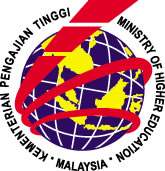 KEMENTERIAN PENGAJIAN TINGGI
MINISTRY OF HIGHER EDUCATION
• MALAYSIA •